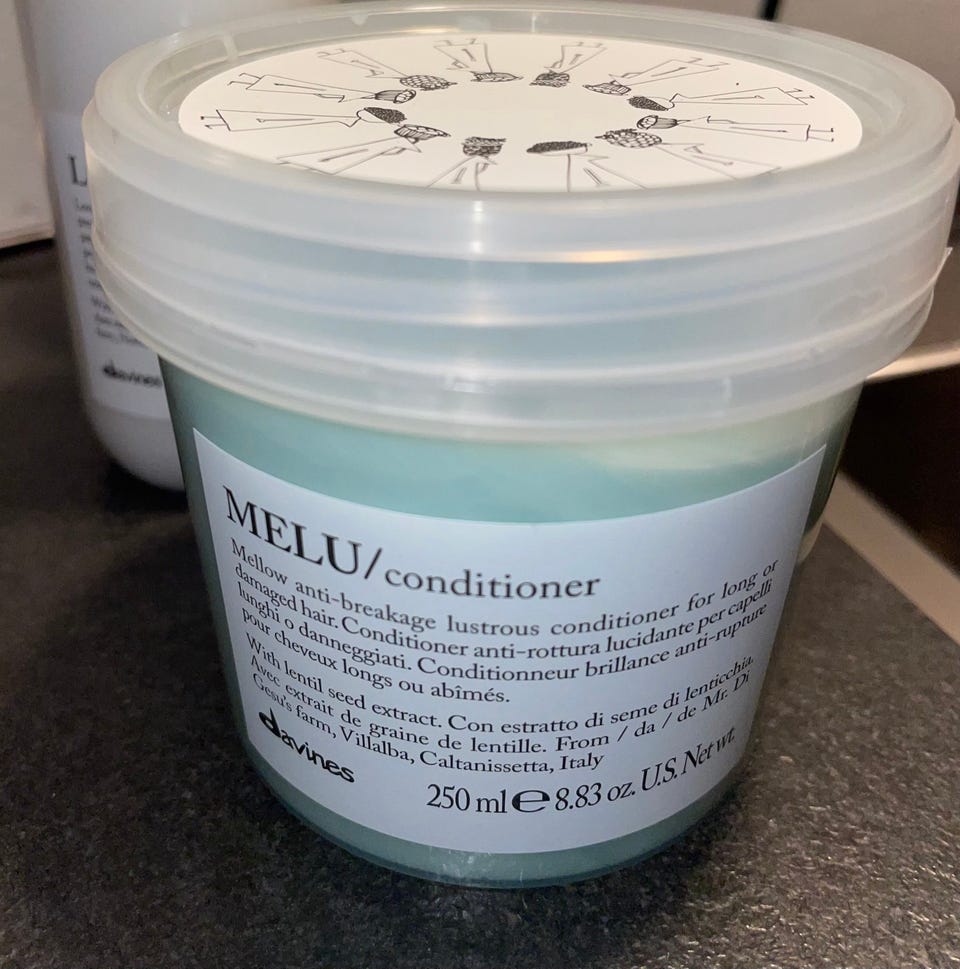 MELU/conditioner
Mellow anti-breakage lustrous conditioner for long or
damaged hair. Conditioner anti-rottura lucidante per capelli
lunghi o danneggiati. Conditionneur brillance anti-rupture
pour cheveux longs ou abîmés.
With lentil seed extract. Con estratto di seme di lenticchia.
Avec extrait de graine de lentille. From / da / de Mr. Di
Gesu's farm, Villalba, Caltanissetta, Italy
davines
250 ml ℮ 8.83 oz. U.S. Net wt.
L
davines